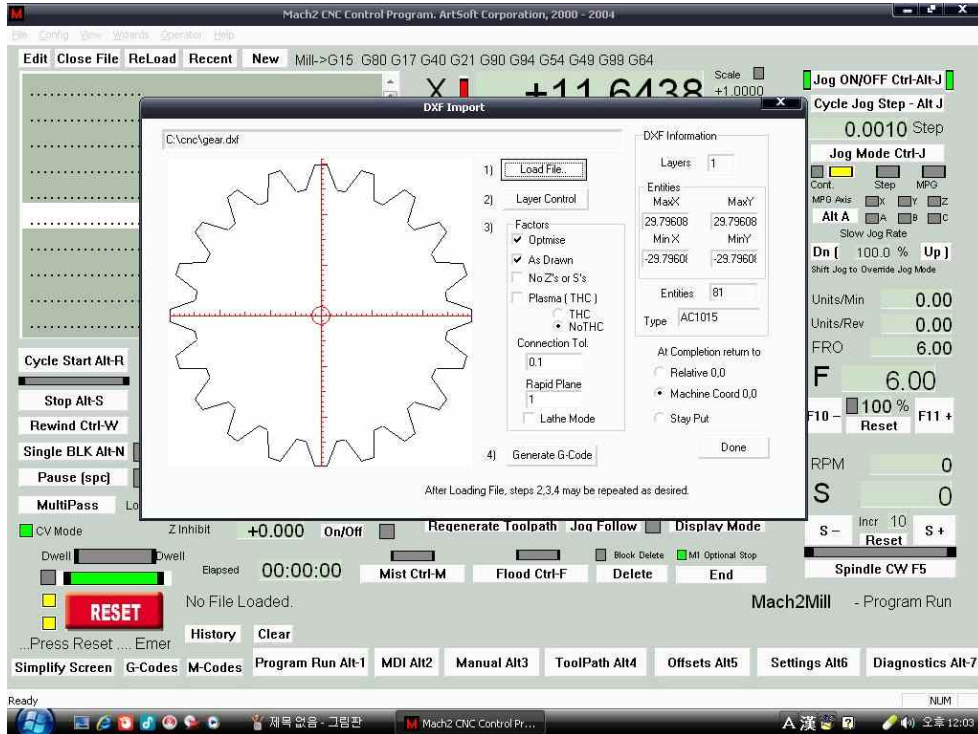 Mach2 CNC Control Program. ArtSoft Corporation, 2000 - 2004
File Config View Wizards Operator Help
Edit Close File ReLoad Recent New Mill->G15 G80 G17 G40 G21 G90 G94 G54 G49 G99 G64
X +11.6438 Scale +1.0000
Jog ON/OFF Ctrl-Alt-J
Cycle Jog Step - Alt J
0.0010 Step
Jog Mode Ctrl-J
Cont. Step MPG
MPG Axis X Y Z
Alt A A B C
Slow Jog Rate
Dn ( 100.0 % Up )
Shift Jog to Override Jog Mode
Units/Min 0.00
Units/Rev 0.00
FRO 6.00
F 6.00
F10 - 100 % F11 +
Reset
RPM 0
S 0
S - Incr 10 S +
Reset
Spindle CW F5
DXF Import
C:\cnc\gear.dxf
1) Load File..
2) Layer Control
3) Factors
Optmise
As Drawn
No Z's or S's
Plasma ( THC )
THC
NoTHC
Connection Tol.
0.1
Rapid Plane
1
Lathe Mode
4) Generate G-Code
DXF Information
Layers 1
Entities
MaxX MaxY
29.79608 29.79608
Min X MinY
-29.7960 -29.7960
Entities 81
Type AC1015
At Completion return to
Relative 0,0
Machine Coord 0,0
Stay Put
Done
After Loading File, steps 2,3,4 may be repeated as desired.
Cycle Start Alt-R
Stop Alt-S
Rewind Ctrl-W
Single BLK Alt-N
Pause (spc)
MultiPass Lo
CV Mode Z Inhibit +0.000 On/Off Regenerate Toolpath Jog Follow Display Mode
Dwell Dwell
Block Delete M1 Optional Stop
Elapsed 00:00:00 Mist Ctrl-M Flood Ctrl-F Delete End
RESET
No File Loaded.
Mach2Mill - Program Run
...Press Reset .... Emer
History Clear
Simplify Screen G-Codes M-Codes Program Run Alt-1 MDI Alt2 Manual Alt3 ToolPath Alt4 Offsets Alt5 Settings Alt6 Diagnostics Alt-7
Ready NUM
제목 없음 - 그림판 Mach2 CNC Control Pr... A 漢 오후 12:03